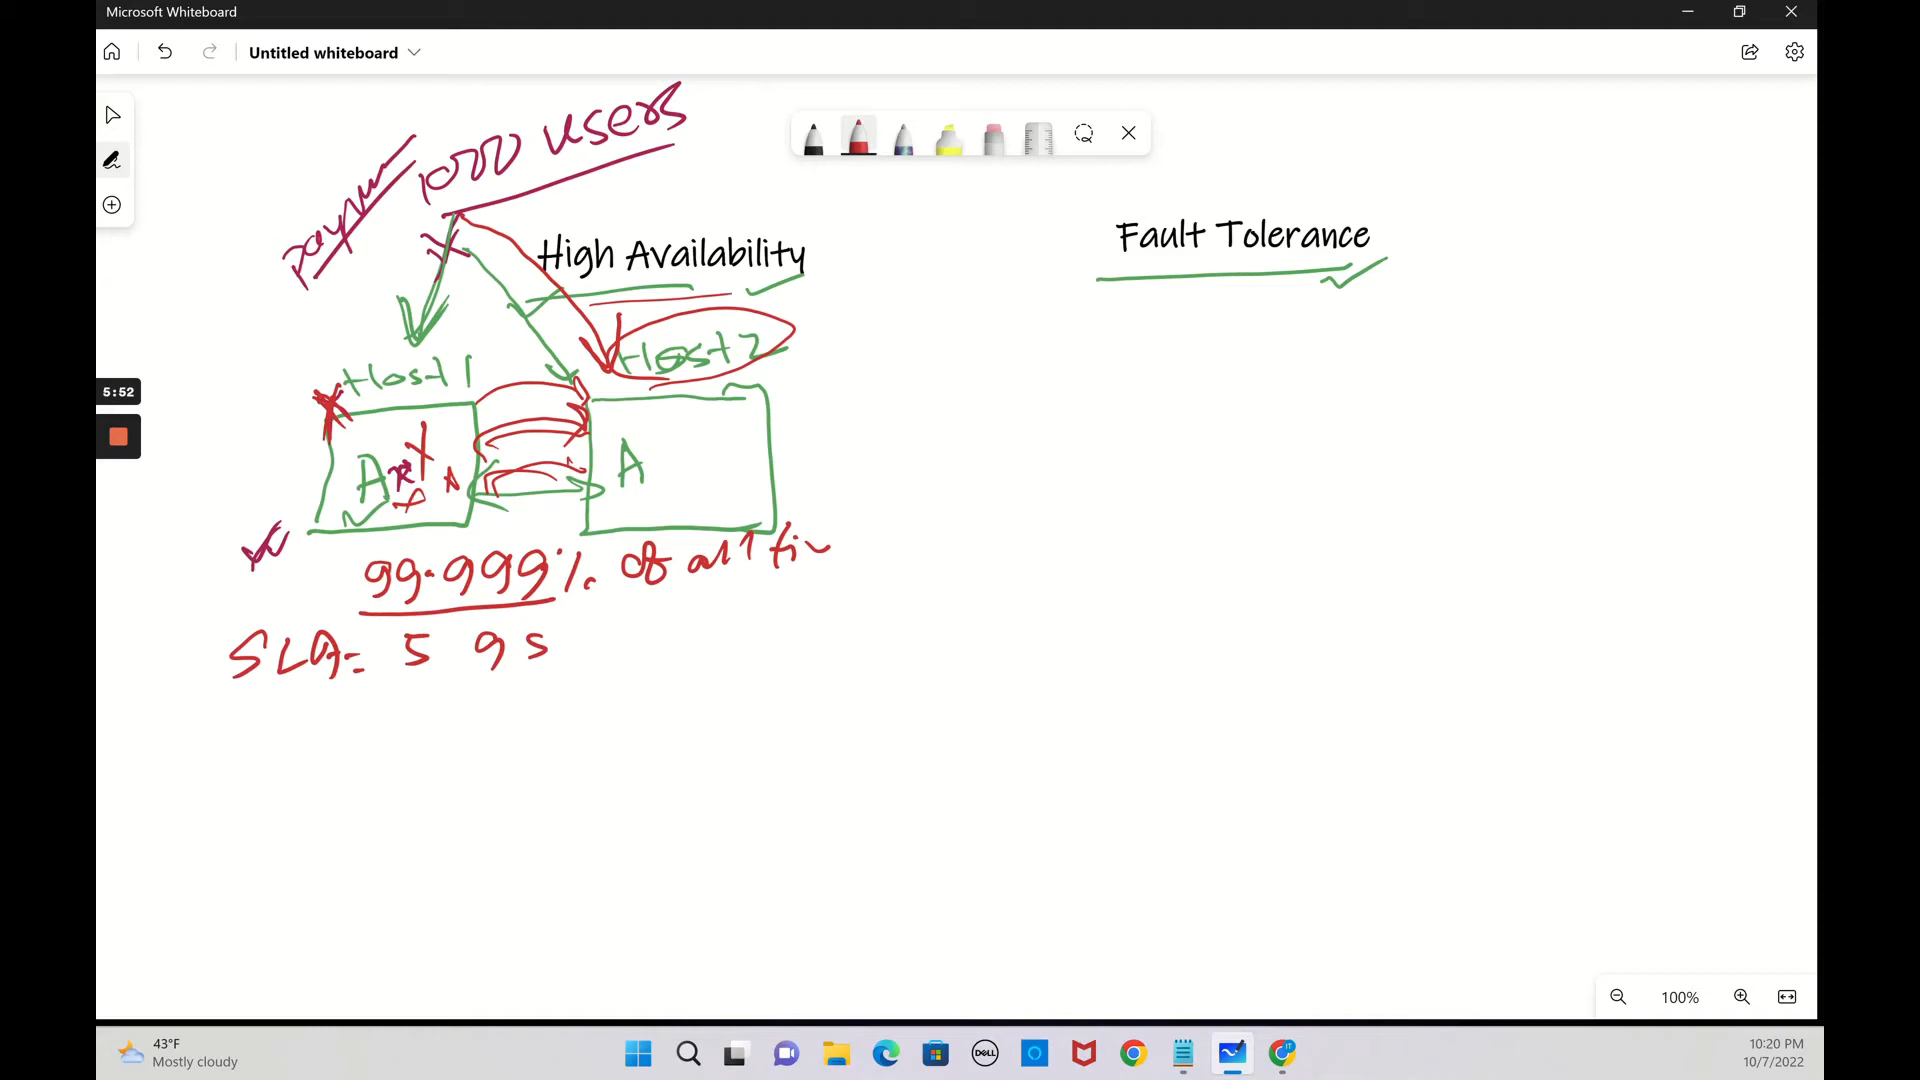 Microsoft Whiteboard
Untitled whiteboard
1000 users
High Availability
Fault Tolerance
Host 1
Host 2
5:52
A
A
99.999% of all
SLA= 5 9s
100%
43°F
Mostly cloudy
DELL
10:20 PM
10/7/2022